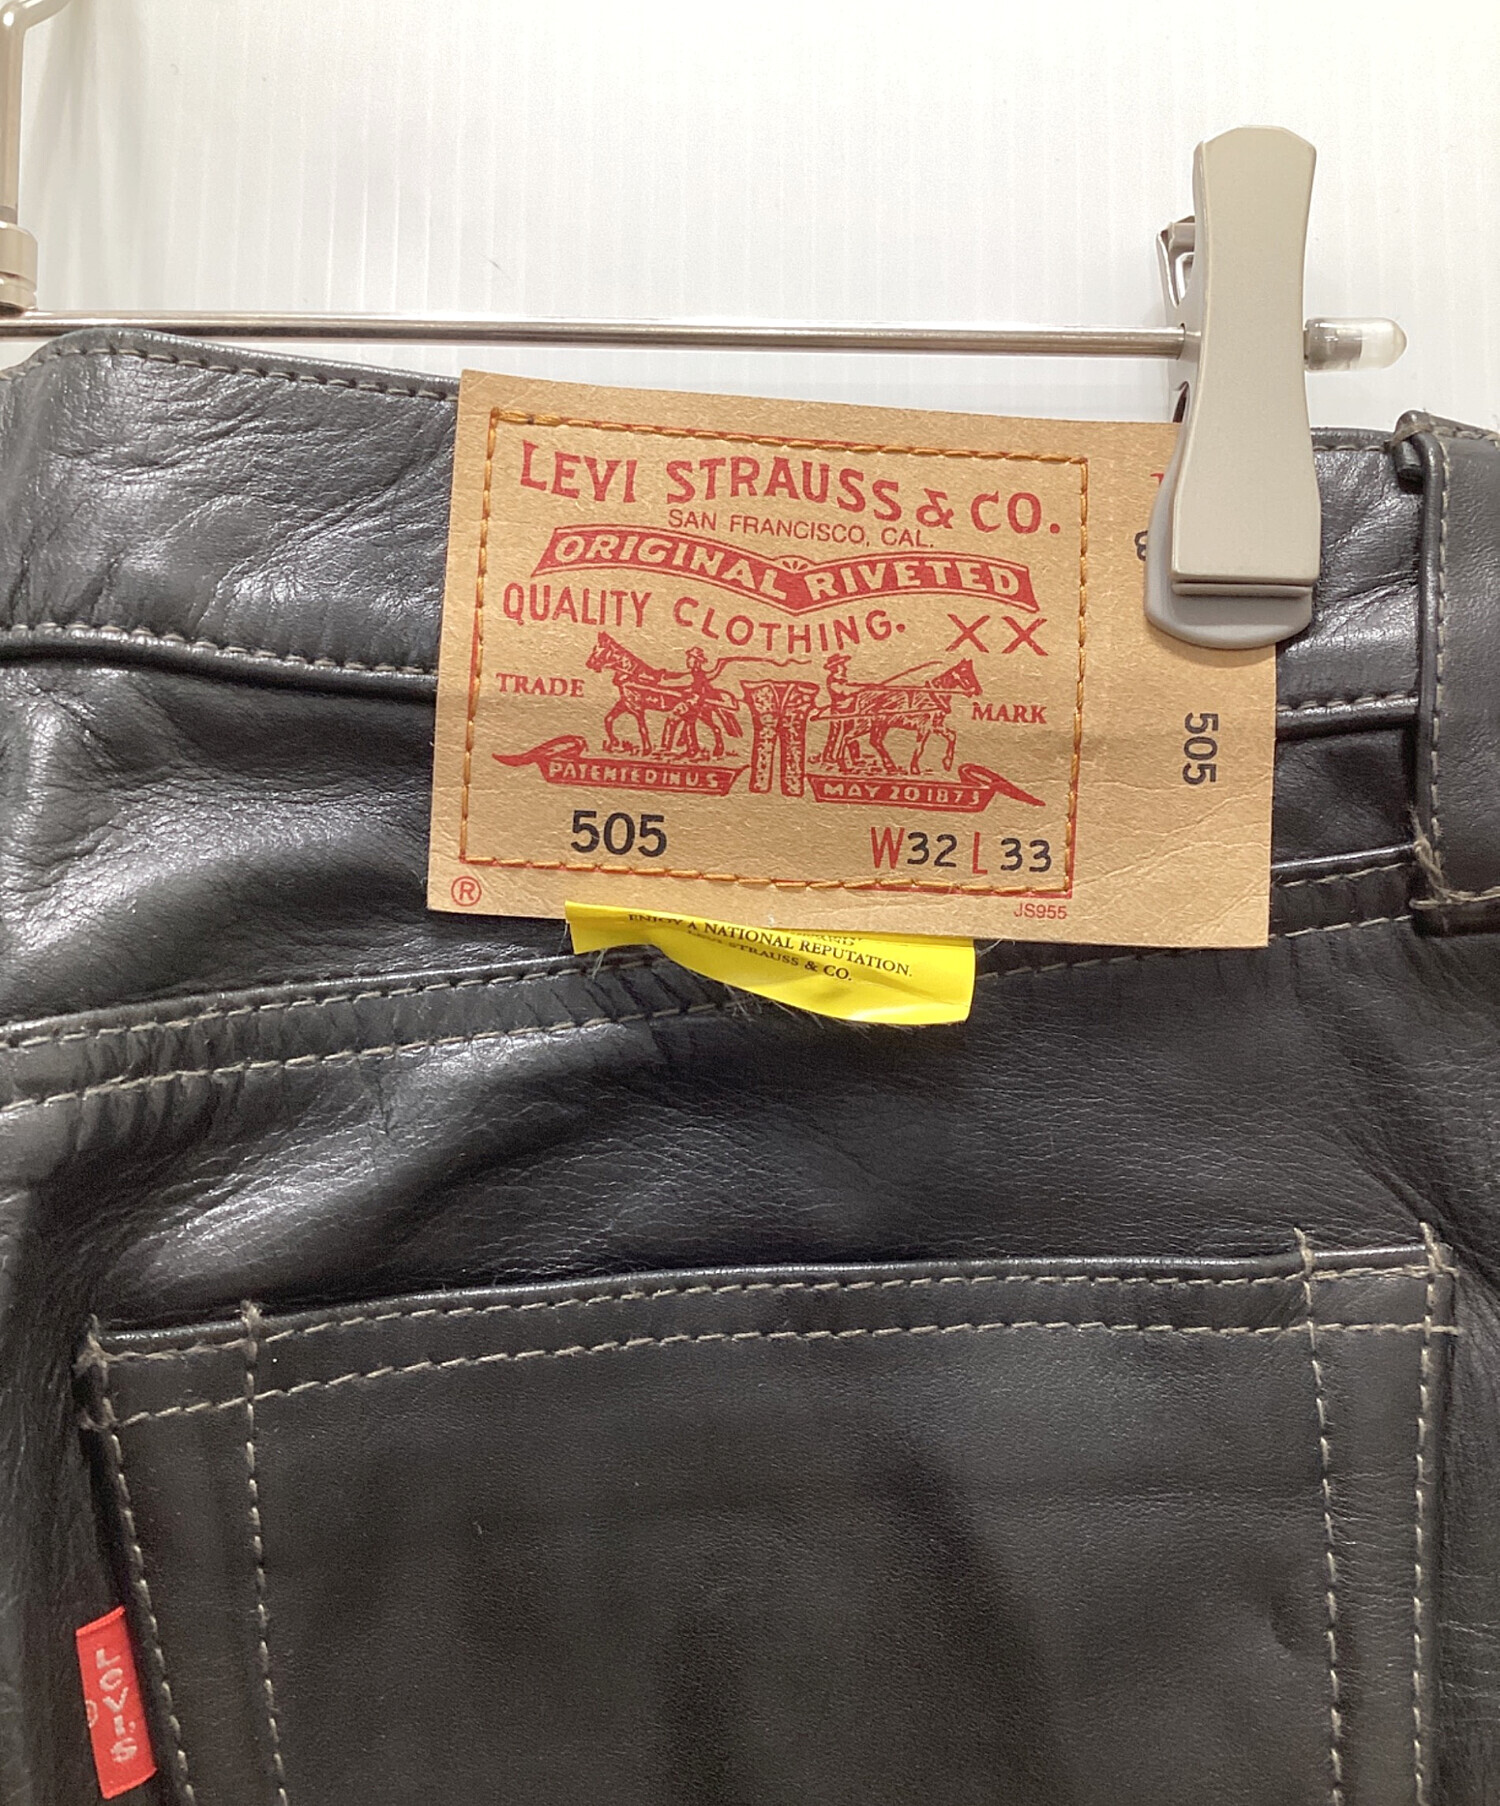 LEVI STRAUSS & CO.
SAN FRANCISCO, CAL.
ORIGINAL RIVETED
QUALITY CLOTHING. XX
TRADE MARK
PATENTED IN U.S MAY 20 1873
505 W32 L33
®
JS955
505
ENJOY A NATIONAL REPUTATION.
LEVI STRAUSS & CO.
LEVI'S